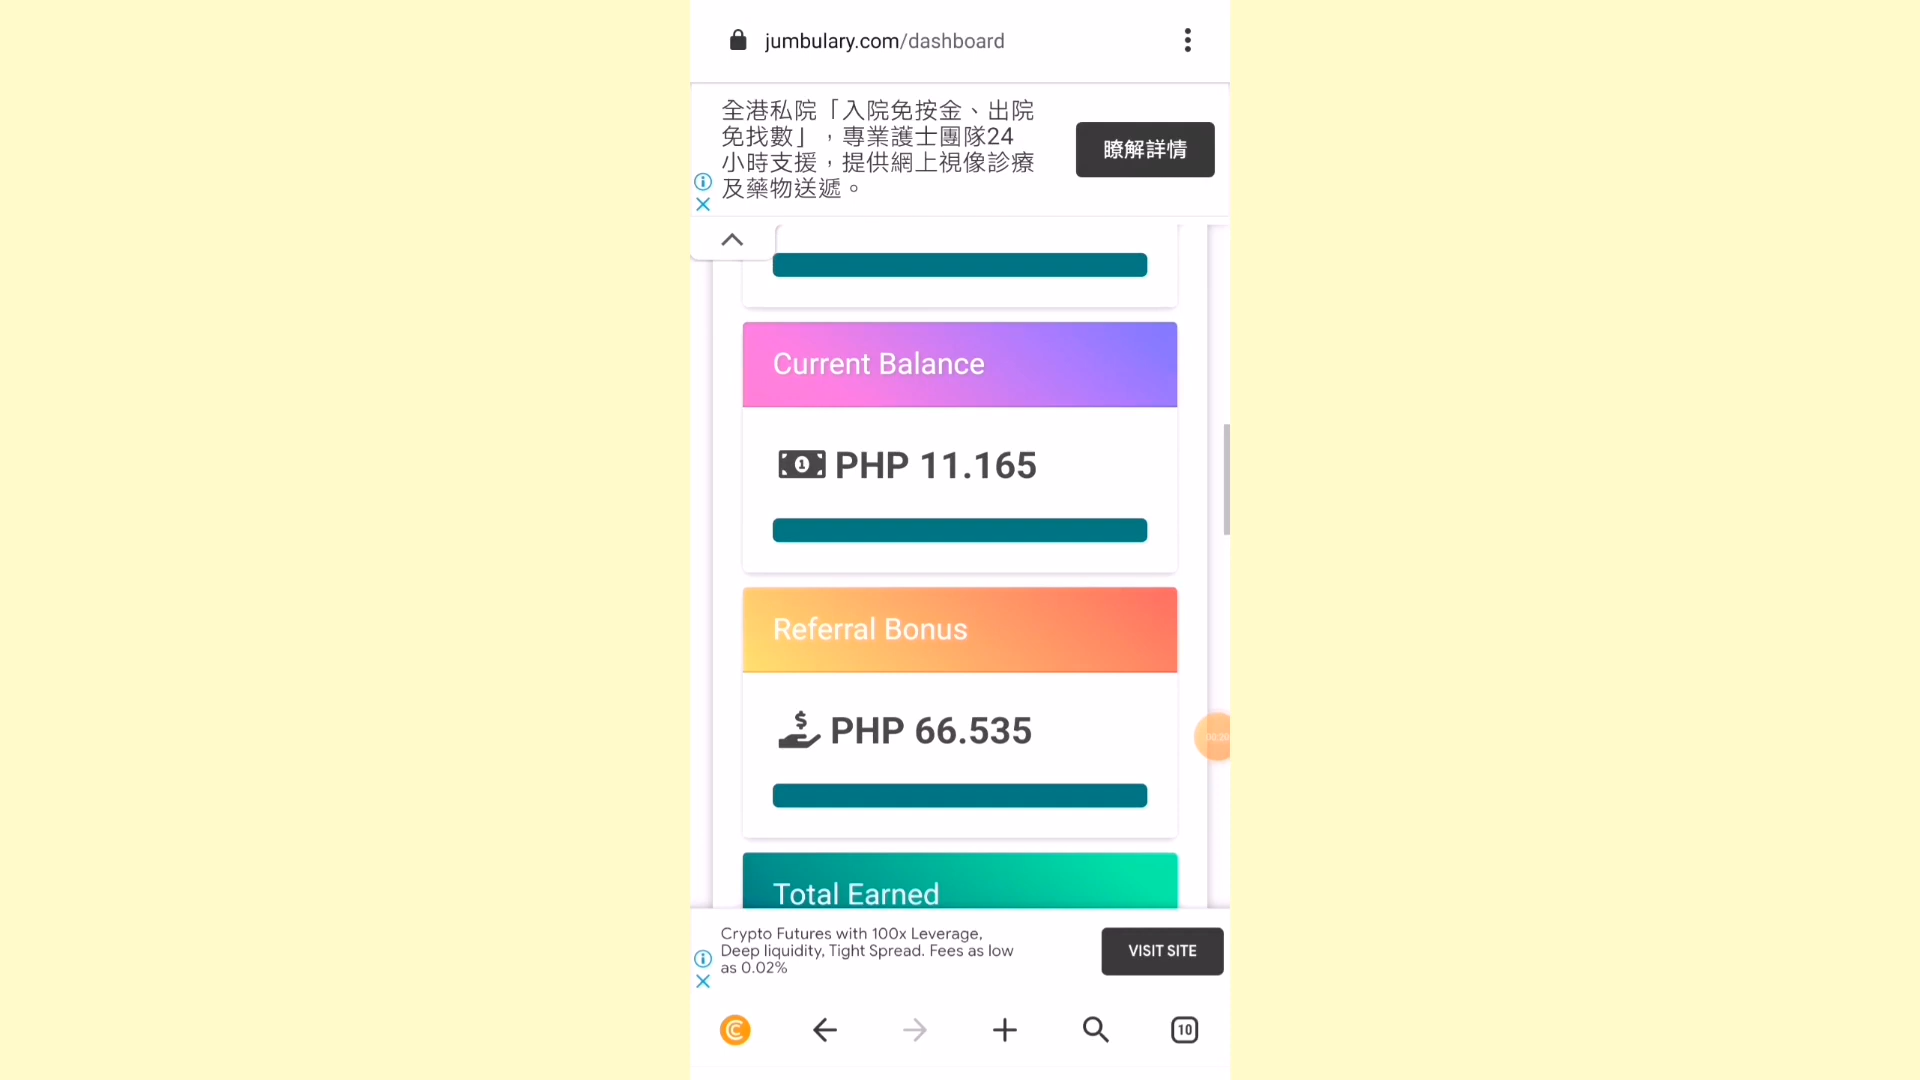 jumbulary.com/dashboard
全港私院「入院免按金、出院
免找數」，專業護士團隊24
小時支援，提供網上視像診療
及藥物送遞。
瞭解詳情
Current Balance
PHP 11.165
Referral Bonus
PHP 66.535
Total Earned
Crypto Futures with 100x Leverage,
Deep liquidity, Tight Spread. Fees as low
as 0.02%
VISIT SITE
10